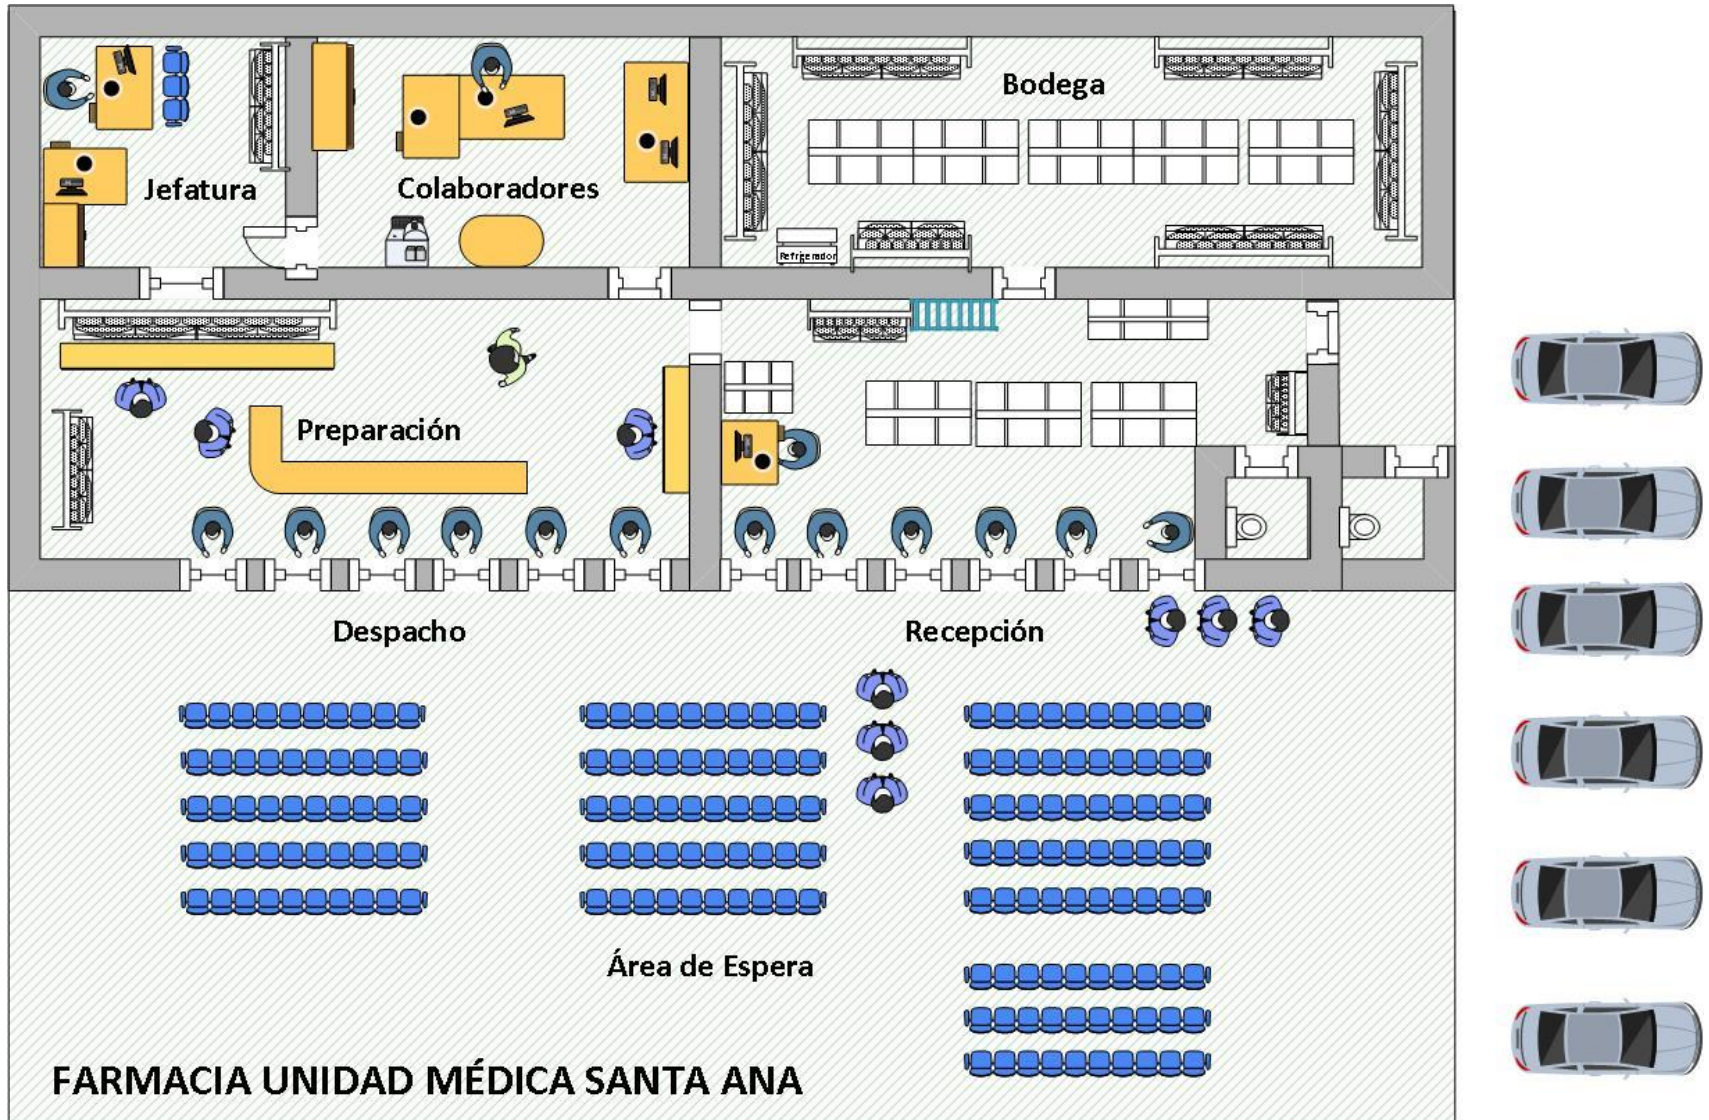 Bodega
Jefatura
Colaboradores
Refrigerador
Preparación
Despacho
Recepción
Área de Espera
FARMACIA UNIDAD MÉDICA SANTA ANA